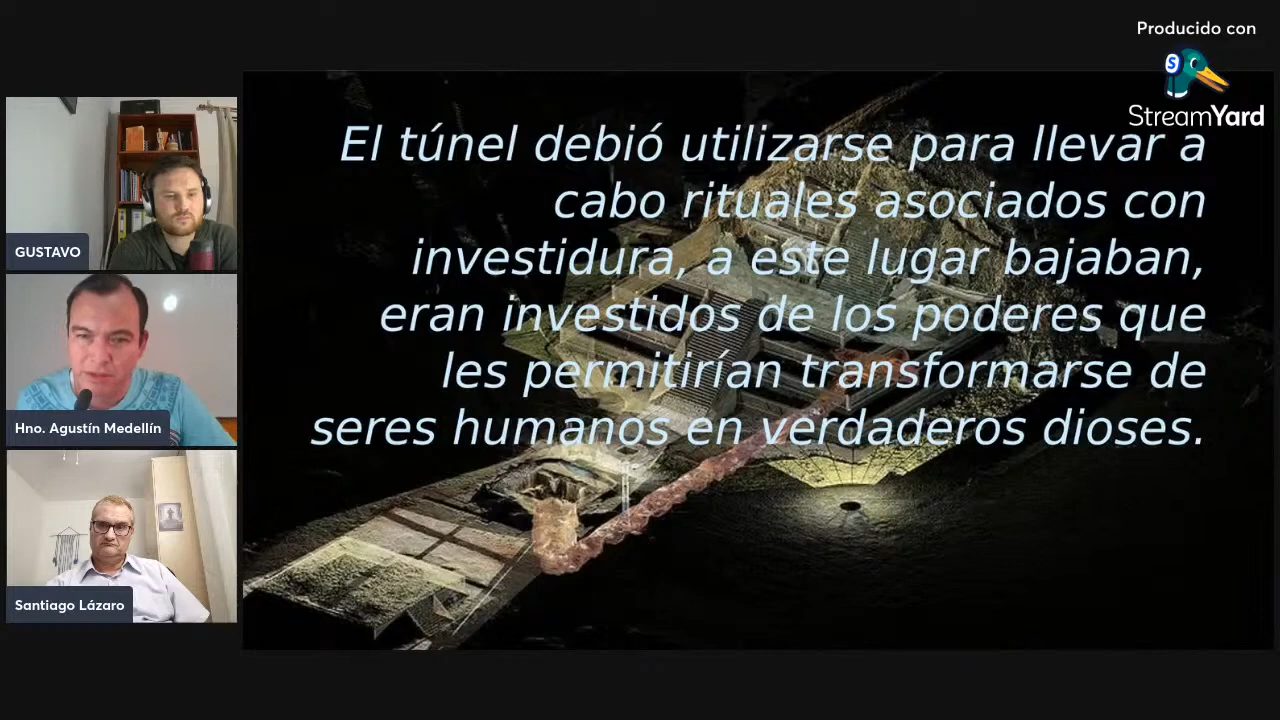 Producido con
StreamYard
El túnel debió utilizarse para llevar a
cabo rituales asociados con
investidura, a este lugar bajaban,
eran investidos de los poderes que
les permitirían transformarse de
seres humanos en verdaderos dioses.
GUSTAVO
Hno. Agustín Medellín
Santiago Lázaro